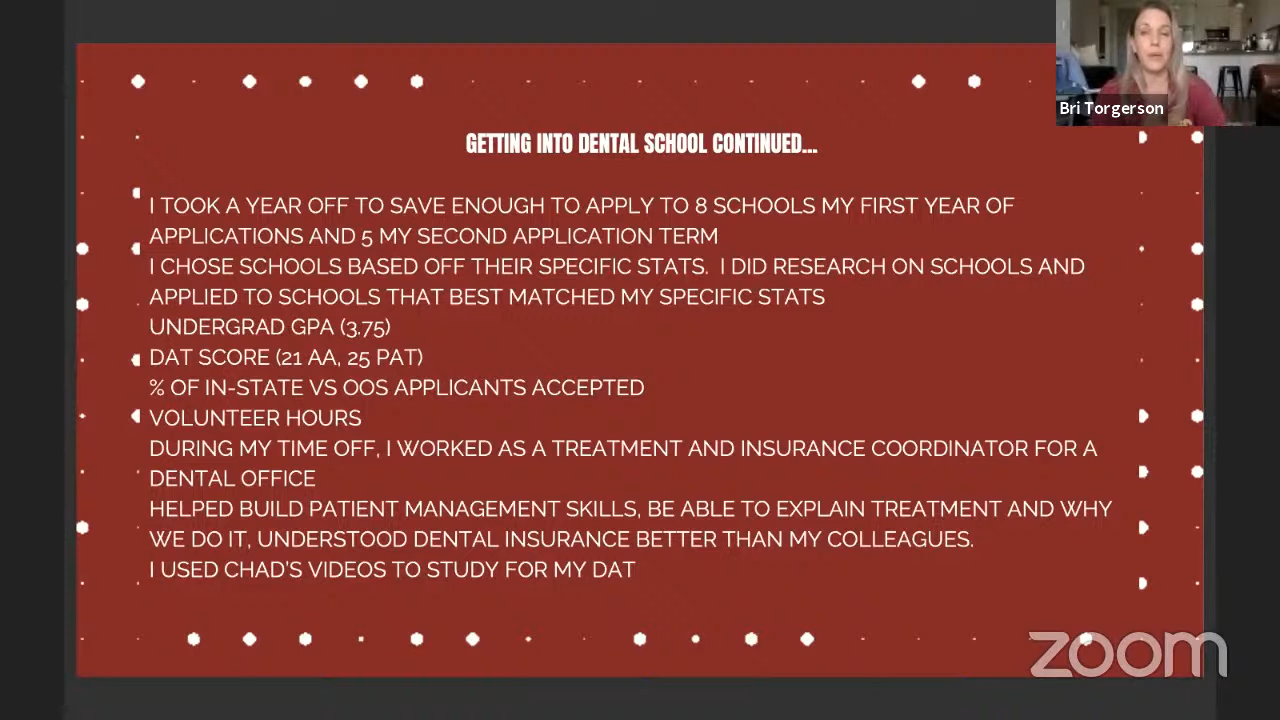 Bri Torgerson
GETTING INTO DENTAL SCHOOL CONTINUED...
I TOOK A YEAR OFF TO SAVE ENOUGH TO APPLY TO 8 SCHOOLS MY FIRST YEAR OF
APPLICATIONS AND 5 MY SECOND APPLICATION TERM
I CHOSE SCHOOLS BASED OFF THEIR SPECIFIC STATS. I DID RESEARCH ON SCHOOLS AND
APPLIED TO SCHOOLS THAT BEST MATCHED MY SPECIFIC STATS
UNDERGRAD GPA (3.75)
DAT SCORE (21 AA, 25 PAT)
% OF IN-STATE VS OOS APPLICANTS ACCEPTED
VOLUNTEER HOURS
DURING MY TIME OFF, I WORKED AS A TREATMENT AND INSURANCE COORDINATOR FOR A
DENTAL OFFICE
HELPED BUILD PATIENT MANAGEMENT SKILLS, BE ABLE TO EXPLAIN TREATMENT AND WHY
WE DO IT, UNDERSTOOD DENTAL INSURANCE BETTER THAN MY COLLEAGUES.
I USED CHAD'S VIDEOS TO STUDY FOR MY DAT
zoom